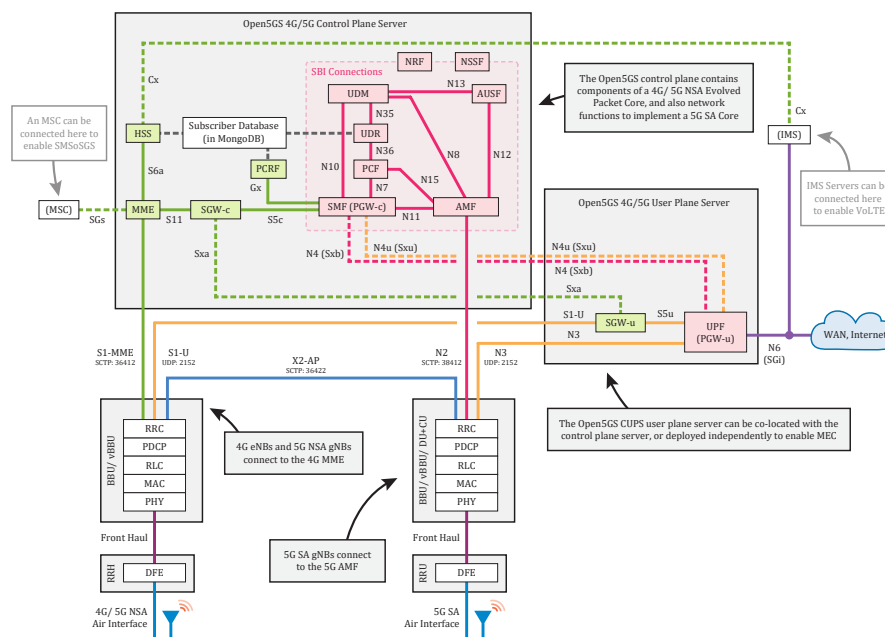 Open5GS 4G/5G Control Plane Server
SBI Connections
NRF
NSSF
UDM
N13
AUSF
Cx
N35
HSS
Subscriber Database
(in MongoDB)
UDR
N36
S6a
PCRF
PCF
N10
N8
N12
N15
Gx
N7
An MSC can be
connected here to
enable SMSoSGS
(MSC)
SGs
MME
S11
SGW-c
S5c
SMF (PGW-c)
N11
AMF
Sxa
N4 (Sxb)
N4u (Sxu)
The Open5GS control plane contains
components of a 4G/ 5G NSA Evolved
Packet Core, and also network
functions to implement a 5G SA Core
Cx
(IMS)
IMS Servers can be
connected here
to enable VoLTE
Open5GS 4G/5G User Plane Server
N4u (Sxu)
N4 (Sxb)
Sxa
S1-U
SGW-u
S5u
UPF
(PGW-u)
N3
N6
(SGi)
WAN, Internet
S1-MME
SCTP: 36412
S1-U
UDP: 2152
X2-AP
SCTP: 36422
N2
SCTP: 38412
N3
UDP: 2152
The Open5GS CUPS user plane server can be co-located with the
control plane server, or deployed independently to enable MEC
BBU/ vBBU
RRC
PDCP
RLC
MAC
PHY
4G eNBs and 5G NSA gNBs
connect to the 4G MME
BBU/ vBBU/ DU+CU
RRC
PDCP
RLC
MAC
PHY
Front Haul
5G SA gNBs connect
to the 5G AMF
Front Haul
RRH
DFE
RRU
DFE
4G/ 5G NSA
Air Interface
5G SA
Air Interface